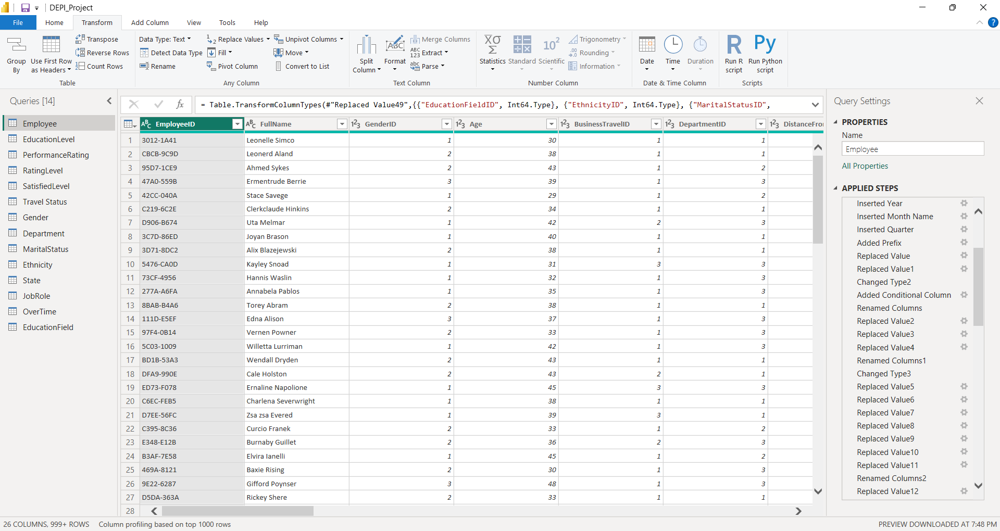 DEPI_Project
File Home Transform Add Column View Tools Help
Group By
Use First Row as Headers
Transpose
Reverse Rows
Count Rows
Table
Data Type: Text
Detect Data Type
Rename
Replace Values
Fill
Pivot Column
Unpivot Columns
Move
Convert to List
Any Column
Split Column
Format
Merge Columns
Extract
Parse
Text Column
Statistics
Standard
Scientific
Trigonometry
Rounding
Information
Number Column
Date
Time
Duration
Date & Time Column
Run R script
Run Python script
Scripts
Queries [14]
Employee
EducationLevel
PerformanceRating
RatingLevel
SatisfiedLevel
Travel Status
Gender
Department
MaritalStatus
Ethnicity
State
JobRole
OverTime
EducationField
fx = Table.TransformColumnTypes(#"Replaced Value49",{{"EducationFieldID", Int64.Type}, {"EthnicityID", Int64.Type}, {"MaritalStatusID",
EmployeeID FullName GenderID Age BusinessTravelID DepartmentID DistanceFro
1 3012-1A41 Leonelle Simco 1 30 1 1
2 CBCB-9C9D Leonerd Aland 2 38 1 1
3 95D7-1CE9 Ahmed Sykes 2 43 1 2
4 47A0-559B Ermentrude Berrie 3 39 1 3
5 42CC-040A Stace Savege 1 29 1 2
6 C219-6C2E Clerkclaude Hinkins 2 34 1 1
7 D906-B674 Uta Melmar 1 42 2 3
8 3C7D-86ED Joyan Brason 1 40 1 1
9 3D71-8DC2 Alix Blazejewski 2 38 1 1
10 5476-CA0D Kayley Snoad 1 31 3 3
11 73CF-4956 Hannis Waslin 1 32 1 3
12 277A-A6FA Annabela Pablos 1 35 1 3
13 8BAB-B4A6 Torey Abram 2 38 1 1
14 111D-E5EF Edna Alison 3 37 1 3
15 97F4-0B14 Vernen Powner 2 33 1 3
16 5C03-1009 Willetta Lurriman 1 42 1 3
17 BD1B-53A3 Wendall Dryden 2 43 1 1
18 DFA9-990E Cale Holston 2 43 2 1
19 ED73-F078 Ernaline Napolione 1 45 3 3
20 C6EC-FEB5 Charlena Severwright 1 38 1 1
21 D7EE-56FC Zsa zsa Evered 1 39 3 1
22 C395-8C36 Curcio Franek 2 33 1 2
23 E348-E12B Burnaby Guillet 2 36 2 3
24 B3AF-7E58 Elvira Ianelli 1 45 1 2
25 469A-8121 Baxie Rising 2 30 1 3
26 9E22-6287 Gifford Poynser 3 48 1 3
27 D5DA-363A Rickey Shere 2 33 1 1
28
Query Settings
PROPERTIES
Name
Employee
All Properties
APPLIED STEPS
Inserted Year
Inserted Month Name
Inserted Quarter
Added Prefix
Replaced Value
Replaced Value1
Changed Type2
Added Conditional Column
Renamed Columns
Replaced Value2
Replaced Value3
Replaced Value4
Renamed Columns1
Changed Type3
Replaced Value5
Replaced Value6
Replaced Value7
Replaced Value8
Replaced Value9
Replaced Value10
Replaced Value11
Renamed Columns2
Replaced Value12
26 COLUMNS, 999+ ROWS Column profiling based on top 1000 rows
PREVIEW DOWNLOADED AT 7:48 PM